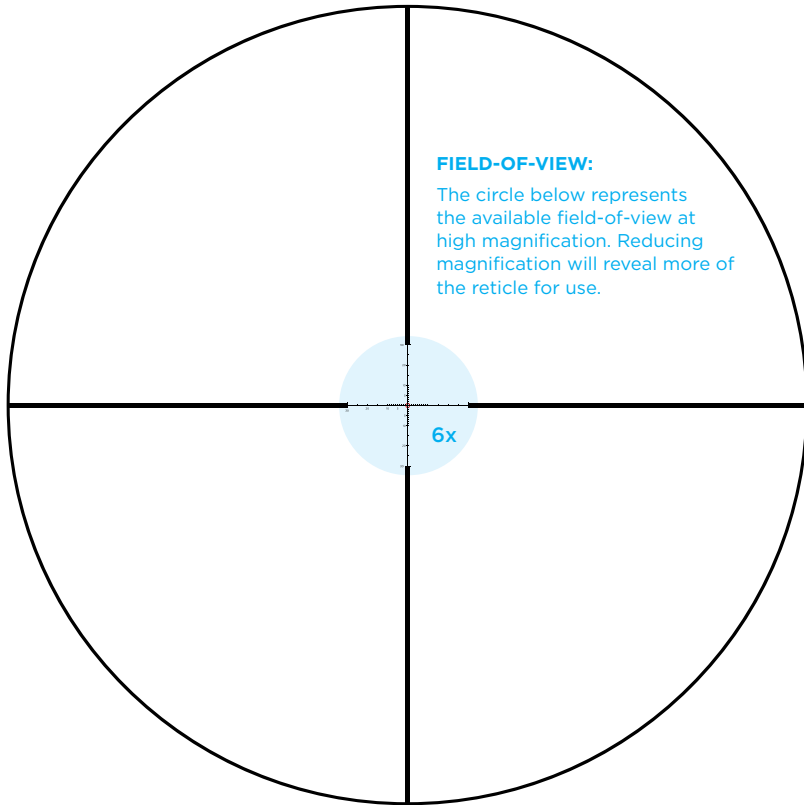 FIELD-OF-VIEW:
The circle below represents
the available field-of-view at
high magnification. Reducing
magnification will reveal more of
the reticle for use.
6x